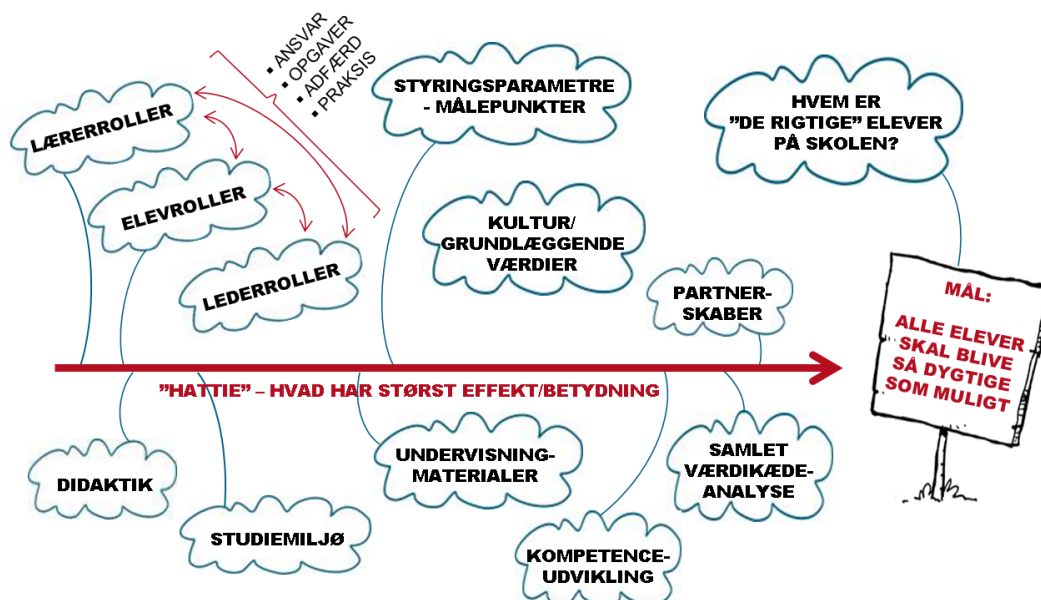 ▪ ANSVAR
▪ OPGAVER
▪ ADFÆRD
▪ PRAKSIS
LÆRERROLLER
ELEVROLLER
LEDERROLLER
STYRINGSPARAMETRE
- MÅLEPUNKTER
KULTUR/
GRUNDLÆGGENDE
VÆRDIER
PARTNER-
SKABER
HVEM ER
”DE RIGTIGE” ELEVER
PÅ SKOLEN?
MÅL:
ALLE ELEVER
SKAL BLIVE
SÅ DYGTIGE
SOM MULIGT
”HATTIE” – HVAD HAR STØRST EFFEKT/BETYDNING
DIDAKTIK
STUDIEMILJØ
UNDERVISNING-
MATERIALER
KOMPETENCE-
UDVIKLING
SAMLET
VÆRDIKÆDE-
ANALYSE